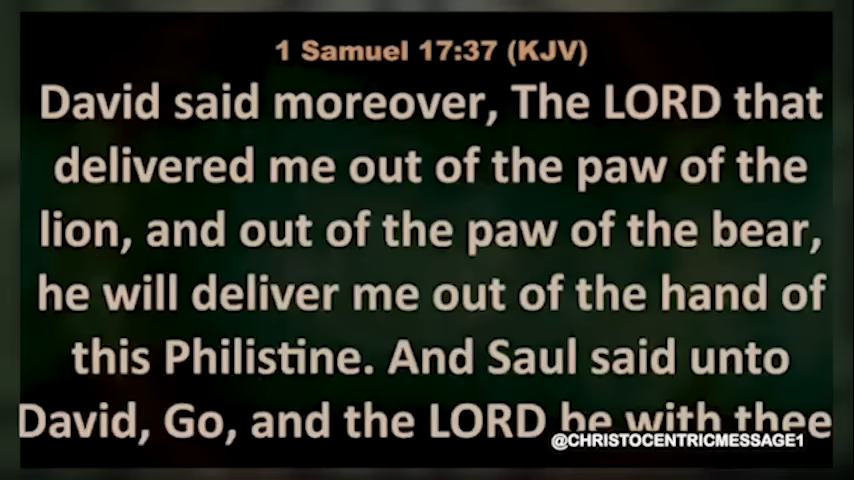 1 Samuel 17:37 (KJV)
David said moreover, The LORD that
delivered me out of the paw of the
lion, and out of the paw of the bear,
he will deliver me out of the hand of
this Philistine. And Saul said unto
David, Go, and the LORD be with thee
@CHRISTOCENTRICMESSAGE1